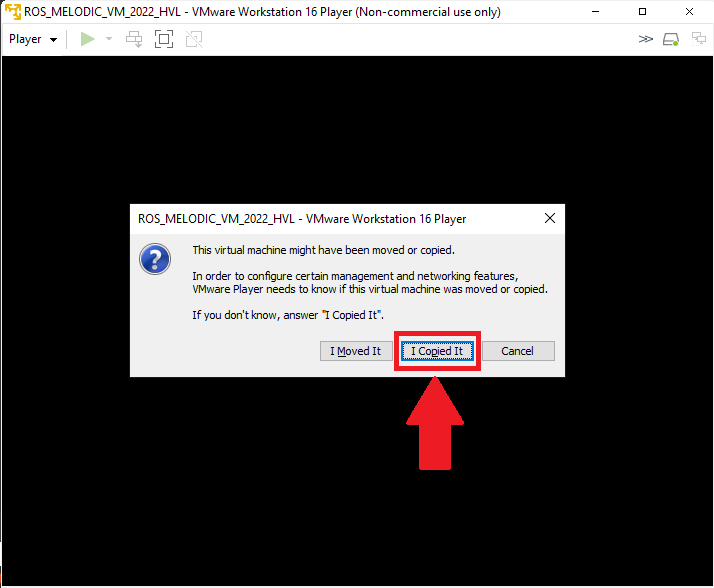 ROS_MELODIC_VM_2022_HVL - VMware Workstation 16 Player (Non-commercial use only)
Player
ROS_MELODIC_VM_2022_HVL - VMware Workstation 16 Player
This virtual machine might have been moved or copied.
In order to configure certain management and networking features,
VMware Player needs to know if this virtual machine was moved or copied.
If you don't know, answer "I Copied It".
I Moved It
I Copied It
Cancel